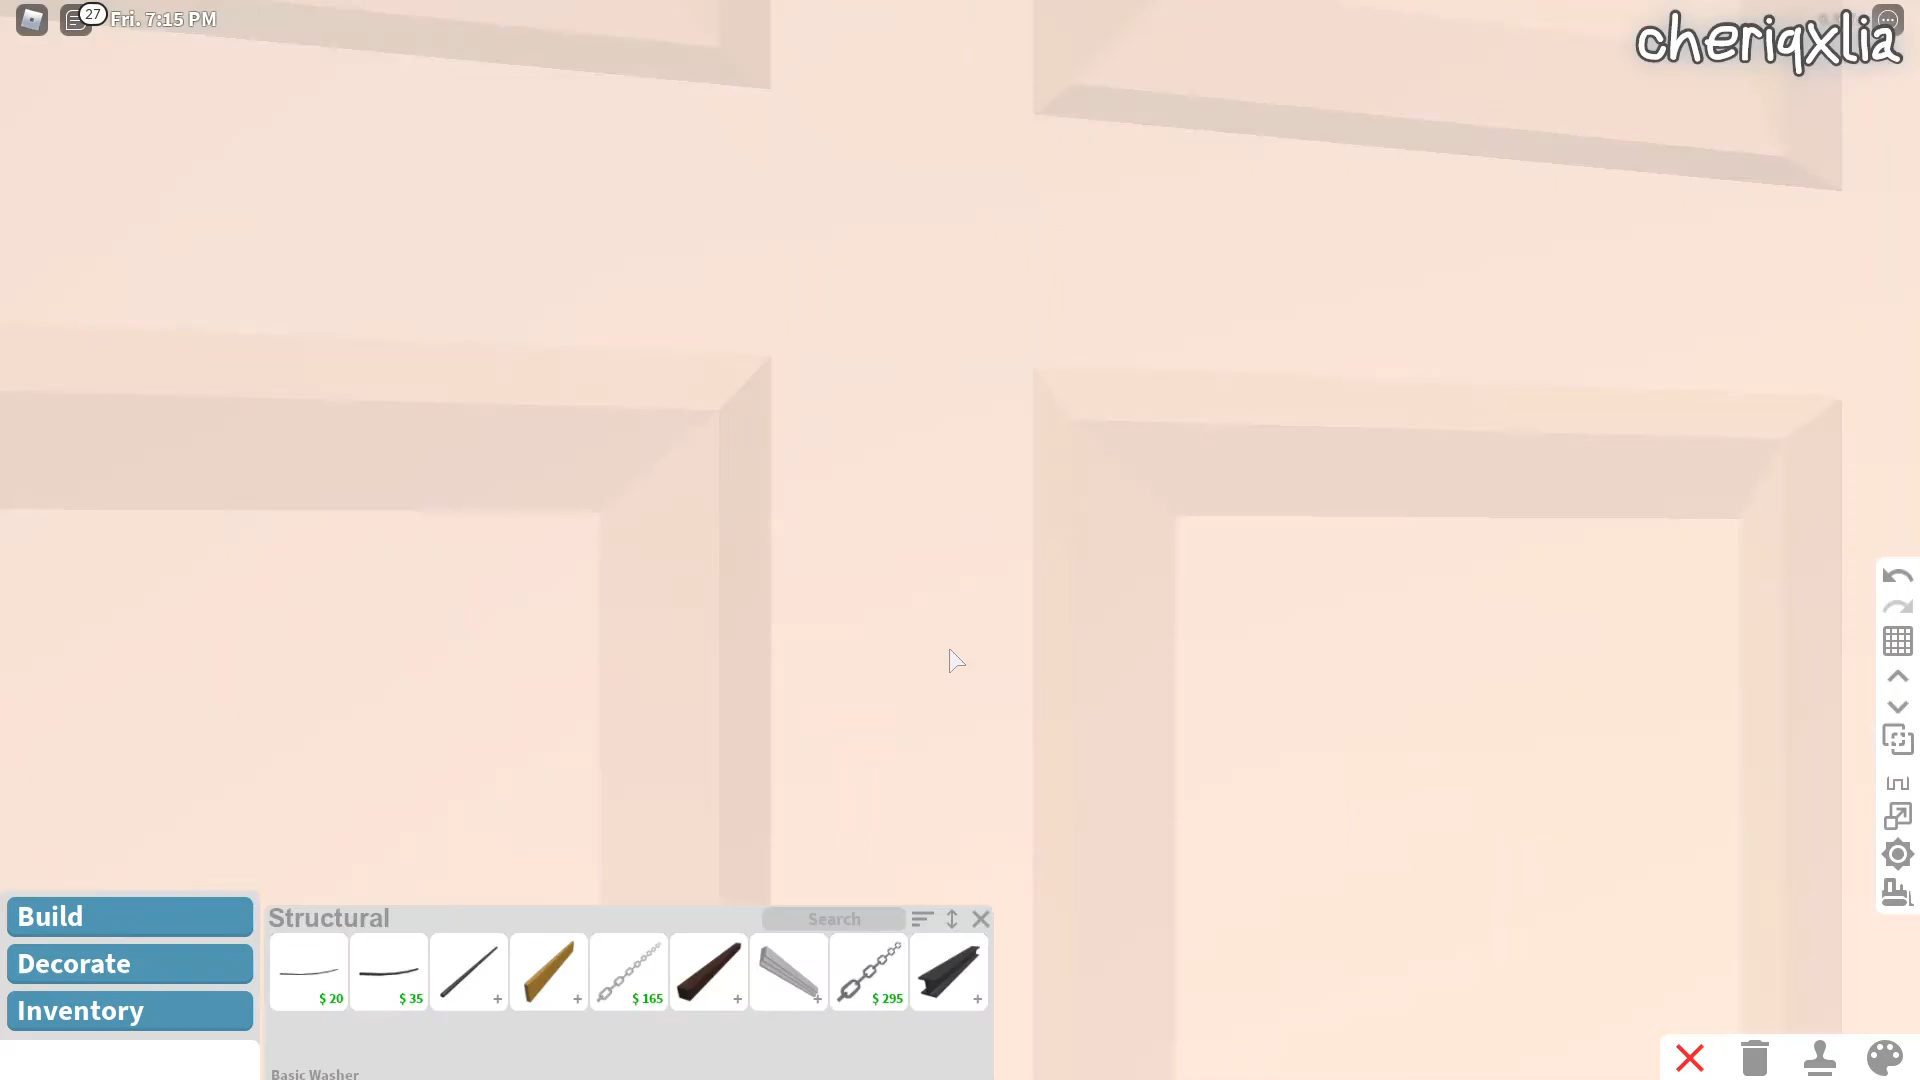 27
Fri. 7:15 PM
cheriqxlia
Build
Decorate
Inventory
Structural
Search
$ 20
$ 35
+
+
$ 165
+
+
$ 295
+
Basic Washer